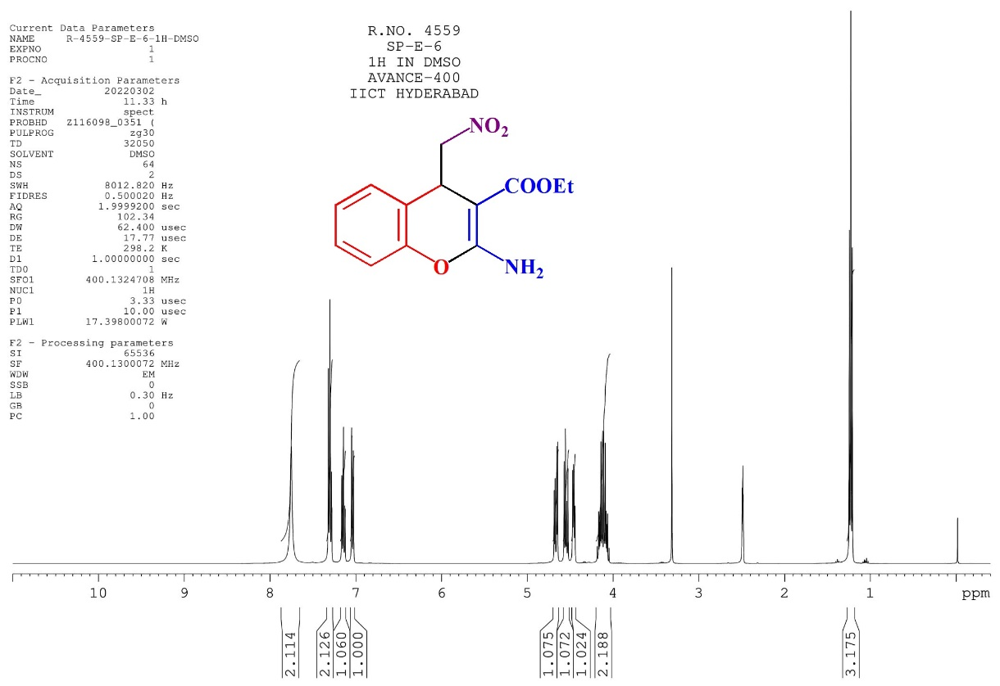 Current Data Parameters
NAME R-4559-SP-E-6-1H-DMSO
EXPNO 1
PROCNO 1
F2 - Acquisition Parameters
Date_ 20220302
Time 11.33 h
INSTRUM spect
PROBHD Z116098_0351 (
PULPROG zg30
TD 32050
SOLVENT DMSO
NS 64
DS 2
SWH 8012.820 Hz
FIDRES 0.500020 Hz
AQ 1.9999200 sec
RG 102.34
DW 62.400 usec
DE 17.77 usec
TE 298.2 K
D1 1.00000000 sec
TD0 1
SFO1 400.1324708 MHz
NUC1 1H
P0 3.33 usec
P1 10.00 usec
PLW1 17.39800072 W
F2 - Processing parameters
SI 65536
SF 400.1300072 MHz
WDW EM
SSB 0
LB 0.30 Hz
GB 0
PC 1.00
R.NO. 4559
SP-E-6
1H IN DMSO
AVANCE-400
IICT HYDERABAD
NO2
COOEt
O
NH2
10 9 8 7 6 5 4 3 2 1 ppm
2.114 2.126 1.060 1.000 1.075 1.072 1.024 2.188 3.175